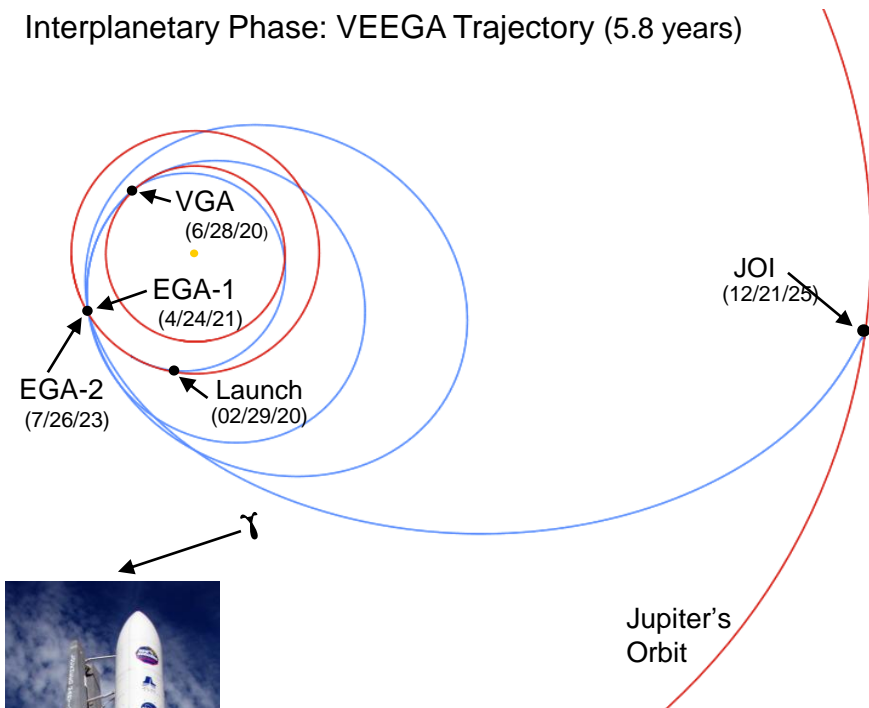 Interplanetary Phase: VEEGA Trajectory (5.8 years)
VGA
(6/28/20)
EGA-1
(4/24/21)
JOI
(12/21/25)
EGA-2
(7/26/23)
Launch
(02/29/20)
ϒ
Jupiter's
Orbit